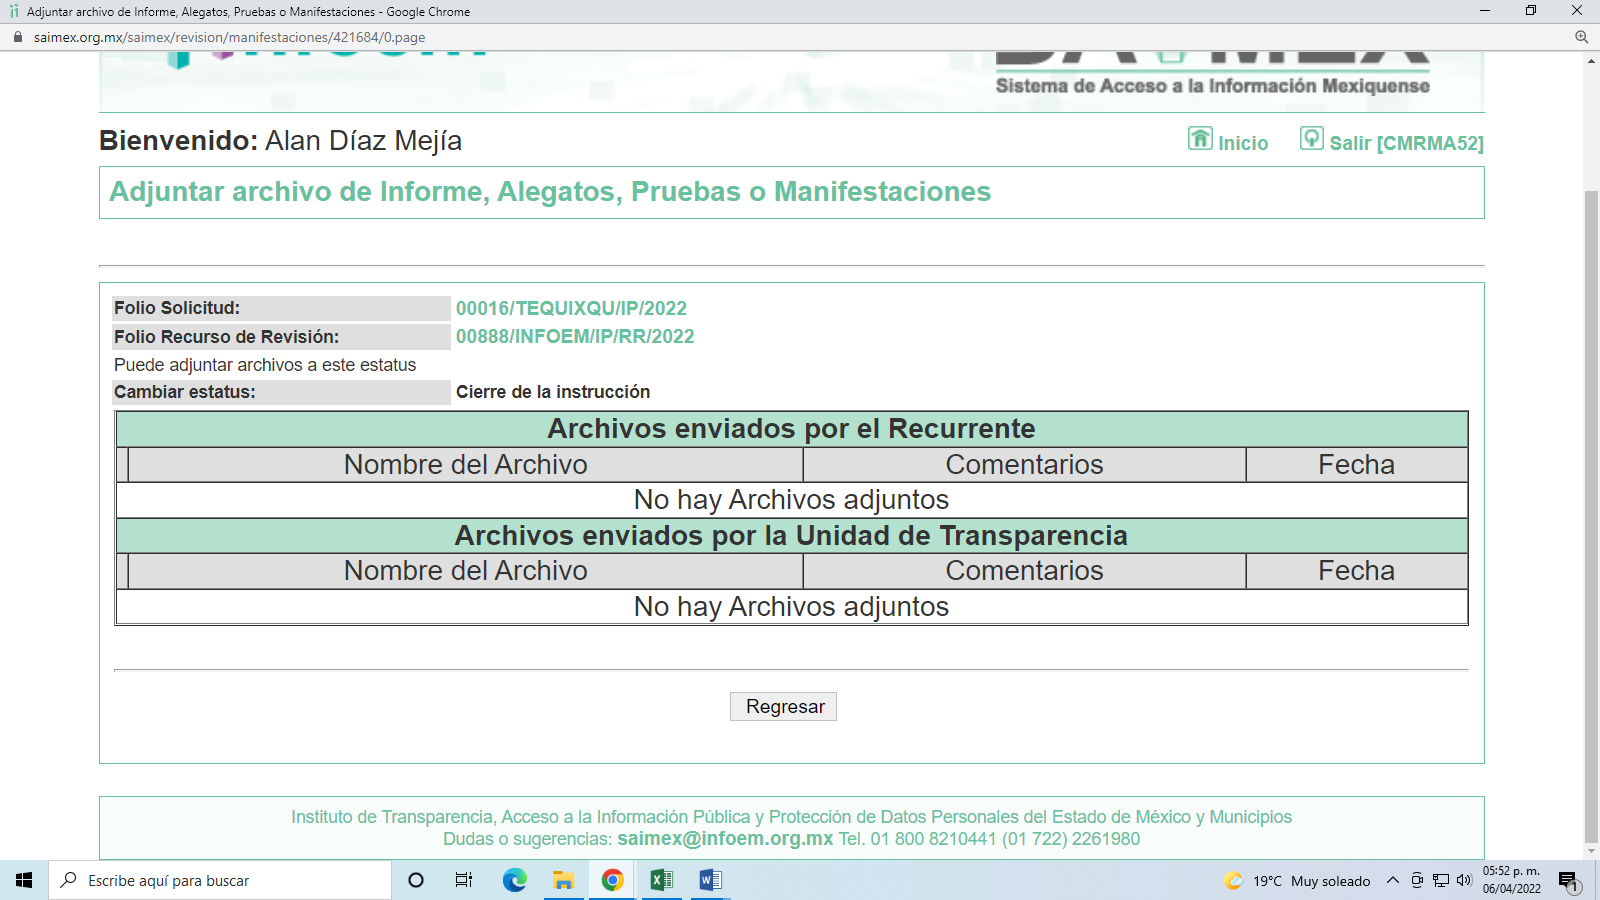 Adjuntar archivo de Informe, Alegatos, Pruebas o Manifestaciones - Google Chrome
saimex.org.mx/saimex/revision/manifestaciones/421684/0.page
Sistema de Acceso a la Información Mexiquense
Bienvenido: Alan Díaz Mejía
Inicio
Salir [CMRMA52]
Adjuntar archivo de Informe, Alegatos, Pruebas o Manifestaciones
Folio Solicitud: 00016/TEQUIXQU/IP/2022
Folio Recurso de Revisión: 00888/INFOEM/IP/RR/2022
Puede adjuntar archivos a este estatus
Cambiar estatus: Cierre de la instrucción
Archivos enviados por el Recurrente
Nombre del Archivo Comentarios Fecha
No hay Archivos adjuntos
Archivos enviados por la Unidad de Transparencia
Nombre del Archivo Comentarios Fecha
No hay Archivos adjuntos
Regresar
Instituto de Transparencia, Acceso a la Información Pública y Protección de Datos Personales del Estado de México y Municipios
Dudas o sugerencias: saimex@infoem.org.mx Tel. 01 800 8210441 (01 722) 2261980
Escribe aquí para buscar
19°C Muy soleado
05:52 p. m.
06/04/2022
1